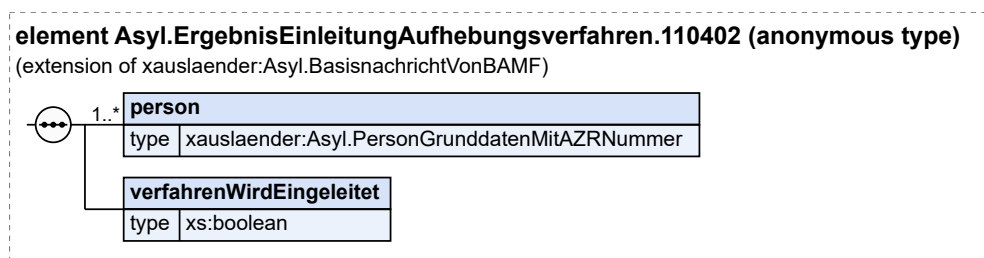 element Asyl.ErgebnisEinleitungAufhebungsverfahren.110402 (anonymous type)
(extension of xauslaender:Asyl.BasisnachrichtVonBAMF)
1..* person
type xauslaender:Asyl.PersonGrunddatenMitAZRNummer
verfahrenWirdEingeleitet
type xs:boolean